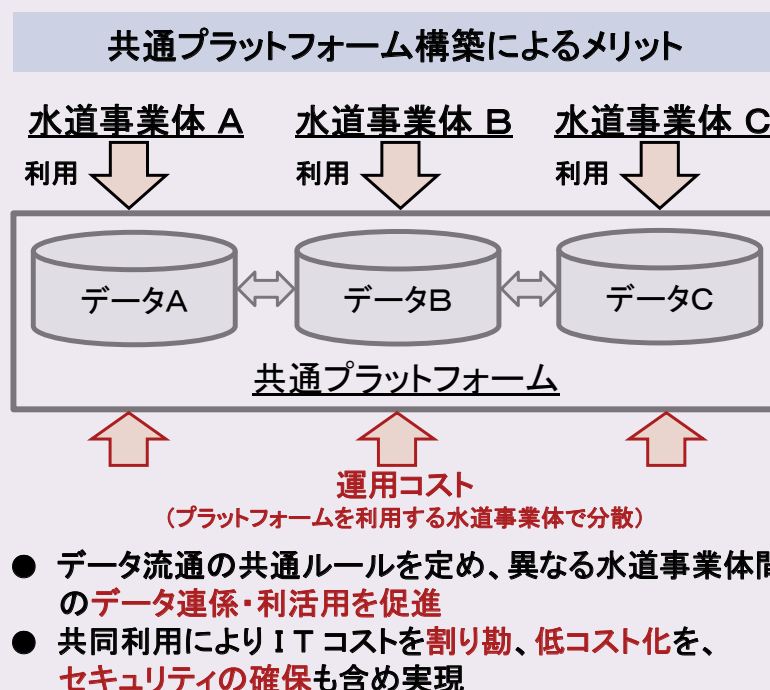 共通プラットフォーム構築によるメリット
水道事業体 A 水道事業体 B 水道事業体 C
利用 利用 利用
データA データB データC
共通プラットフォーム
運用コスト
（プラットフォームを利用する水道事業体で分散）
● データ流通の共通ルールを定め、異なる水道事業体間
のデータ連係・利活用を促進
● 共同利用によりＩＴコストを割り勘、低コスト化を、
セキュリティの確保も含め実現